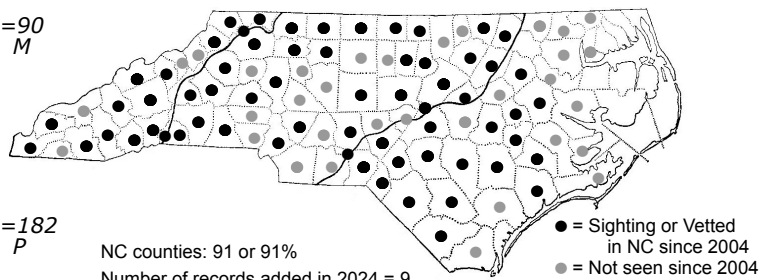 =90
M
=182
P
NC counties: 91 or 91%
Number of records added in 2024 = 9
● = Sighting or Vetted
in NC since 2004
● = Not seen since 2004